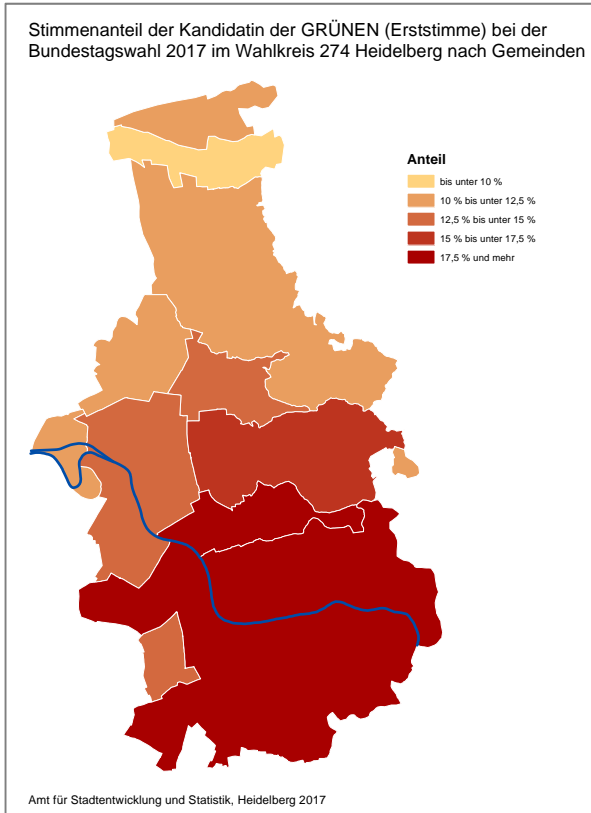 Stimmenanteil der Kandidatin der GRÜNEN (Erststimme) bei der
Bundestagswahl 2017 im Wahlkreis 274 Heidelberg nach Gemeinden
Anteil
bis unter 10 %
10 % bis unter 12,5 %
12,5 % bis unter 15 %
15 % bis unter 17,5 %
17,5 % und mehr
Amt für Stadtentwicklung und Statistik, Heidelberg 2017